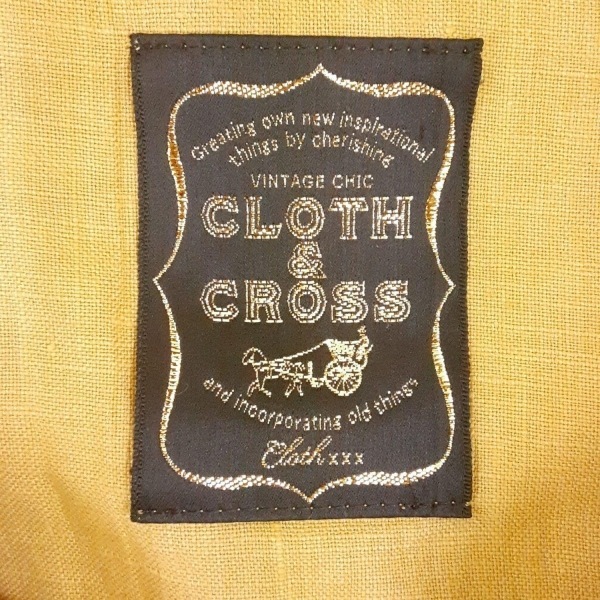 Creating own new inspirational
things by cherishing
VINTAGE CHIC
CLOTH
&
CROSS
and incorporating old things
Cloth xxx